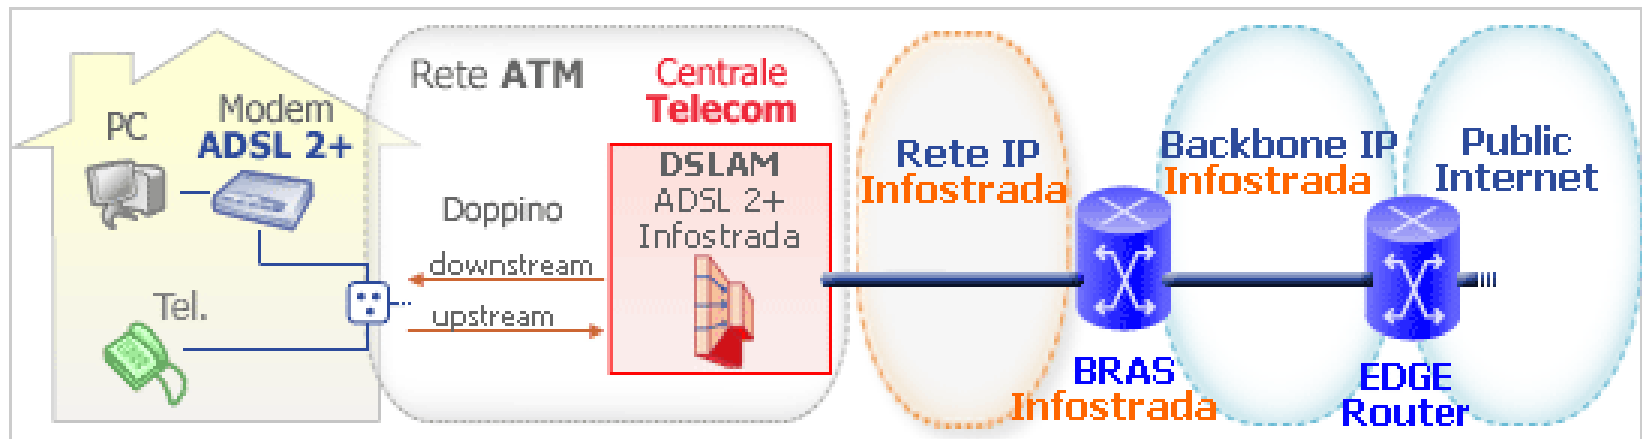 PC
Modem
ADSL 2+
Tel.
Rete ATM
Doppino
downstream
upstream
Centrale
Telecom
DSLAM
ADSL 2+
Infostrada
Rete IP
Infostrada
BRAS
Infostrada
Backbone IP
Infostrada
EDGE
Router
Public
Internet